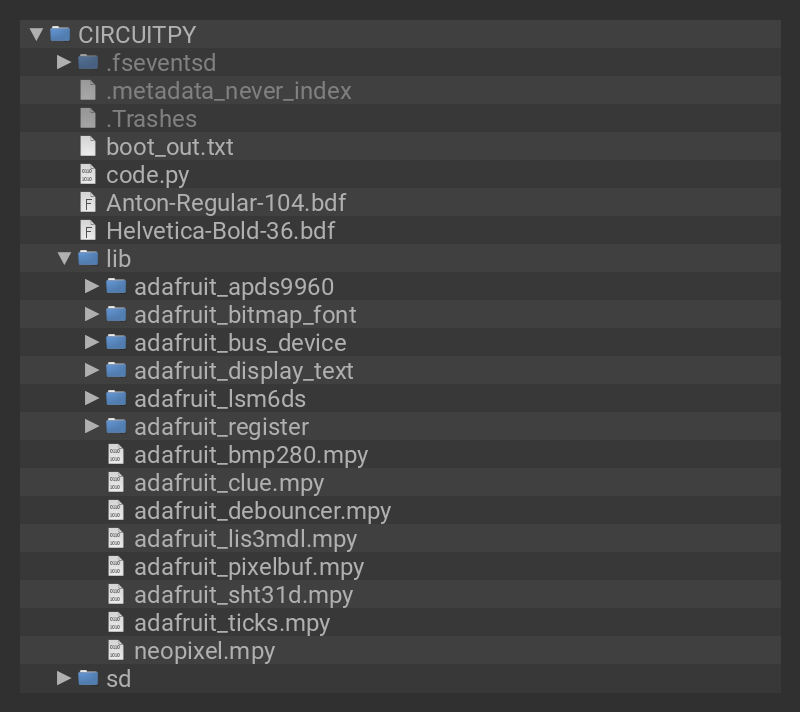 CIRCUITPY
.fseventsd
.metadata_never_index
.Trashes
boot_out.txt
code.py
Anton-Regular-104.bdf
Helvetica-Bold-36.bdf
lib
adafruit_apds9960
adafruit_bitmap_font
adafruit_bus_device
adafruit_display_text
adafruit_lsm6ds
adafruit_register
adafruit_bmp280.mpy
adafruit_clue.mpy
adafruit_debouncer.mpy
adafruit_lis3mdl.mpy
adafruit_pixelbuf.mpy
adafruit_sht31d.mpy
adafruit_ticks.mpy
neopixel.mpy
sd